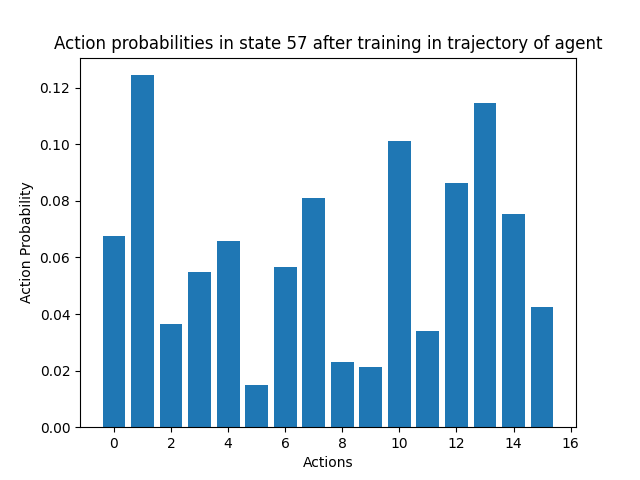 Action probabilities in state 57 after training in trajectory of agent
0.12
0.10
0.08
0.06
0.04
0.02
0.00
Action Probability
0 2 4 6 8 10 12 14 16
Actions